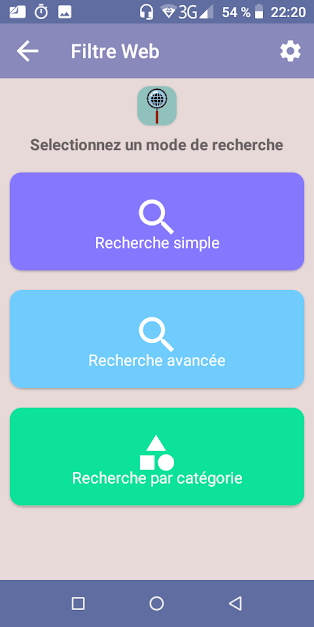 3G 54 % 22:20
Filtre Web
Selectionnez un mode de recherche
Recherche simple
Recherche avancée
Recherche par catégorie